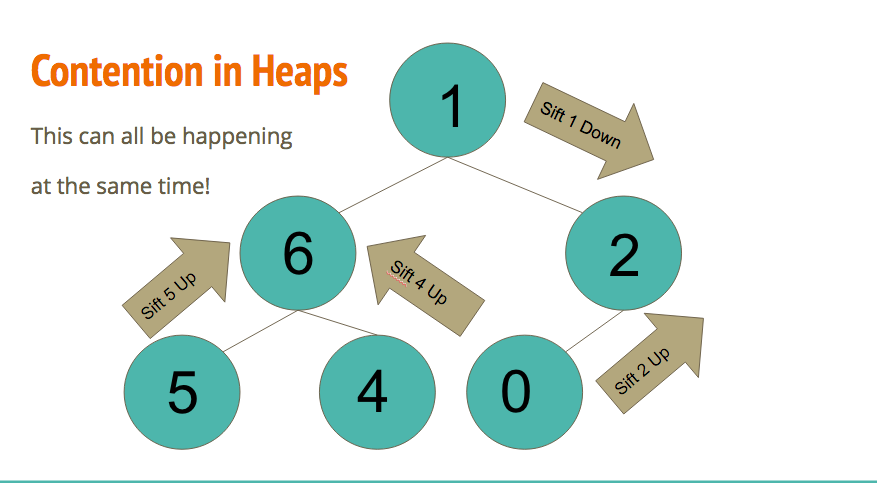 Contention in Heaps
This can all be happening
at the same time!
1
Sift 1 Down
6
2
Sift 5 Up
Sift 4 Up
Sift 2 Up
5
4
0